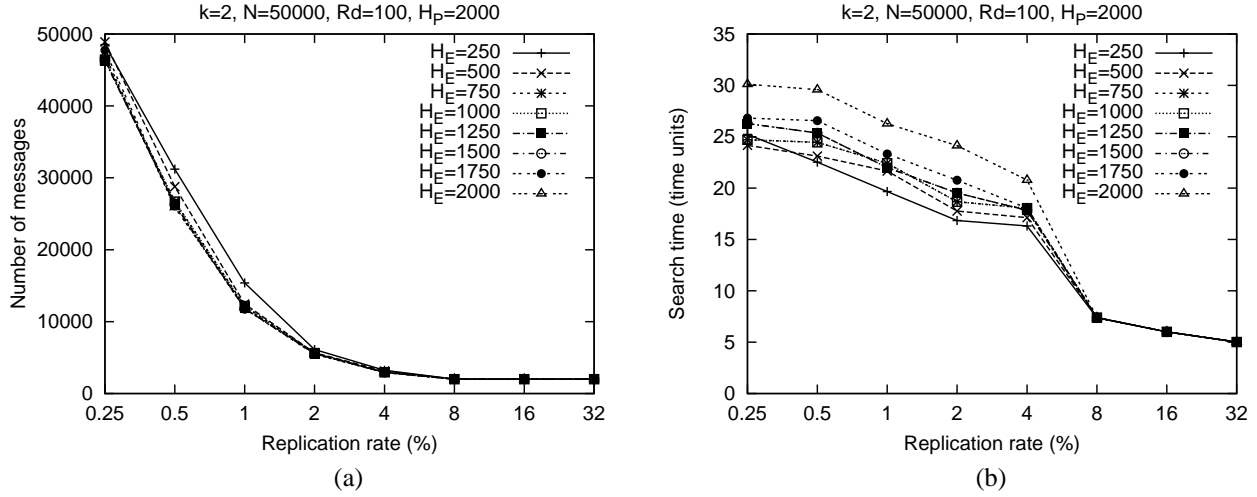 k=2, N=50000, Rd=100, H_P=2000
50000
40000
30000
20000
10000
0
0.25 0.5 1 2 4 8 16 32
Number of messages
Replication rate (%)
H_E=250
H_E=500
H_E=750
H_E=1000
H_E=1250
H_E=1500
H_E=1750
H_E=2000
(a)
k=2, N=50000, Rd=100, H_P=2000
35
30
25
20
15
10
5
0
0.25 0.5 1 2 4 8 16 32
Search time (time units)
Replication rate (%)
H_E=250
H_E=500
H_E=750
H_E=1000
H_E=1250
H_E=1500
H_E=1750
H_E=2000
(b)